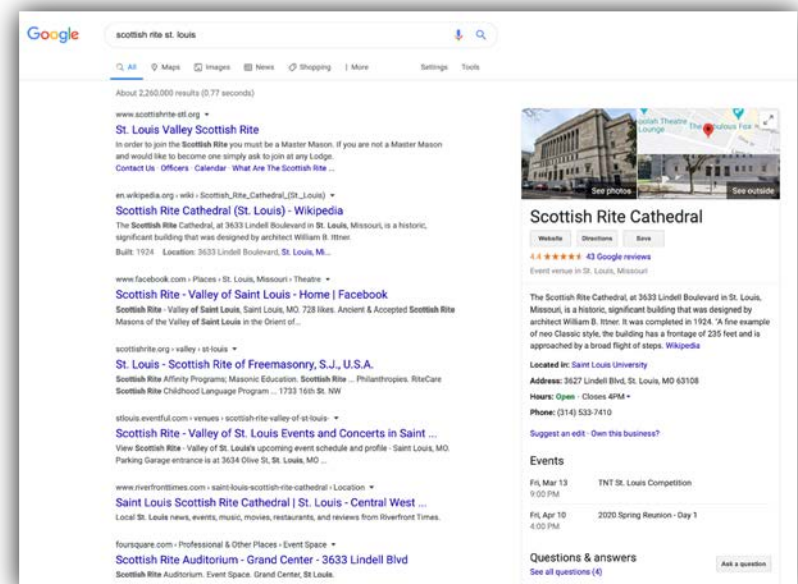 Google
scottish rite st. louis
All Maps Images News Shopping More Settings Tools
About 2,260,000 results (0.77 seconds)
www.scottishrite-stl.org
St. Louis Valley Scottish Rite
In order to join the Scottish Rite you must be a Master Mason. If you are not a Master Mason
and would like to become one simply ask to join at any Lodge.
Contact Us · Officers · Calendar · What Are The Scottish Rite ...
en.wikipedia.org › wiki › Scottish_Rite_Cathedral_(St._Louis)
Scottish Rite Cathedral (St. Louis) - Wikipedia
The Scottish Rite Cathedral, at 3633 Lindell Boulevard in St. Louis, Missouri, is a historic,
significant building that was designed by architect William B. Ittner.
Built: 1924 Location: 3633 Lindell Boulevard, St. Louis, Mi...
www.facebook.com › Places › St. Louis, Missouri › Theatre
Scottish Rite - Valley of Saint Louis - Home | Facebook
Scottish Rite - Valley of Saint Louis, Saint Louis, MO. 728 likes. Ancient & Accepted Scottish Rite
Masons of the Valley of Saint Louis in the Orient of...
scottishrite.org › valley › st-louis
St. Louis - Scottish Rite of Freemasonry, S.J., U.S.A.
Scottish Rite Affinity Programs; Masonic Education. Scottish Rite ... Philanthropies. RiteCare
Scottish Rite Childhood Language Program ... 1733 16th St. NW
stlouis.eventful.com › venues › scottish-rite-valley-of-st-louis-
Scottish Rite - Valley of St. Louis Events and Concerts in Saint ...
View Scottish Rite - Valley of St. Louis's upcoming event schedule and profile - Saint Louis, MO.
Parking Garage entrance is at 3634 Olive St, St. Louis, MO ...
www.riverfronttimes.com › saint-louis-scottish-rite-cathedral › Location
Saint Louis Scottish Rite Cathedral | St. Louis - Central West ...
Local St. Louis news, events, music, movies, restaurants, and reviews from Riverfront Times.
foursquare.com › Professional & Other Places › Event Space
Scottish Rite Auditorium - Grand Center - 3633 Lindell Blvd
Scottish Rite Auditorium. Event Space. Grand Center, St Louis.
oolah Theatre
Lounge
The
ulous Fox
See photos
See outside
Scottish Rite Cathedral
Website Directions Save
4.4 43 Google reviews
Event venue in St. Louis, Missouri
The Scottish Rite Cathedral, at 3633 Lindell Boulevard in St. Louis,
Missouri, is a historic, significant building that was designed by
architect William B. Ittner. It was completed in 1924. "A fine example
of neo Classic style, the building has a frontage of 235 feet and is
approached by a broad flight of steps. Wikipedia
Located in: Saint Louis University
Address: 3627 Lindell Blvd, St. Louis, MO 63108
Hours: Open · Closes 4PM
Phone: (314) 533-7410
Suggest an edit · Own this business?
Events
Fri, Mar 13 TNT St. Louis Competition
9:00 PM
Fri, Apr 10 2020 Spring Reunion - Day 1
4:00 PM
Questions & answers
See all questions (4)
Ask a question